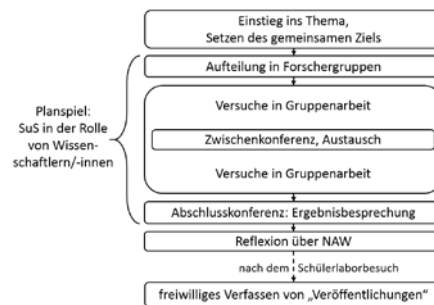 Einstieg ins Thema,
Setzen des gemeinsamen Ziels
Aufteilung in Forschergruppen
Planspiel:
SuS in der Rolle
von Wissen-
schaftlern/-innen
Versuche in Gruppenarbeit
Zwischenkonferenz, Austausch
Versuche in Gruppenarbeit
Abschlusskonferenz: Ergebnisbesprechung
Reflexion über NAW
nach dem Schülerlaborbesuch
freiwilliges Verfassen von „Veröffentlichungen“